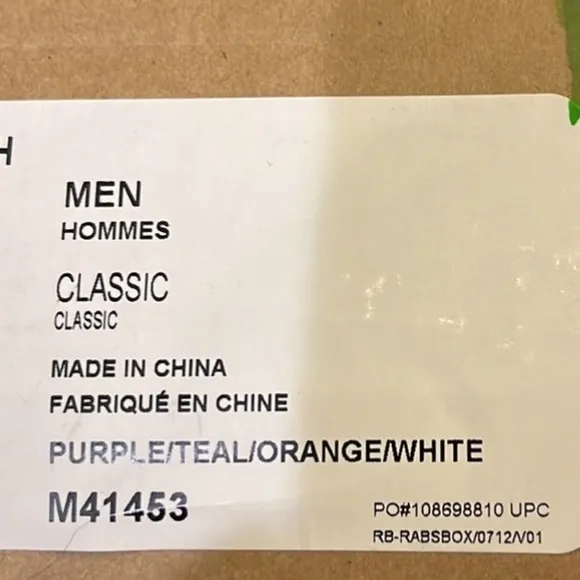 H
MEN
HOMMES
CLASSIC
CLASSIC
MADE IN CHINA
FABRIQUÉ EN CHINE
PURPLE/TEAL/ORANGE/WHITE
M41453
PO#108698810 UPC
RB-RABSBOX/0712/V01